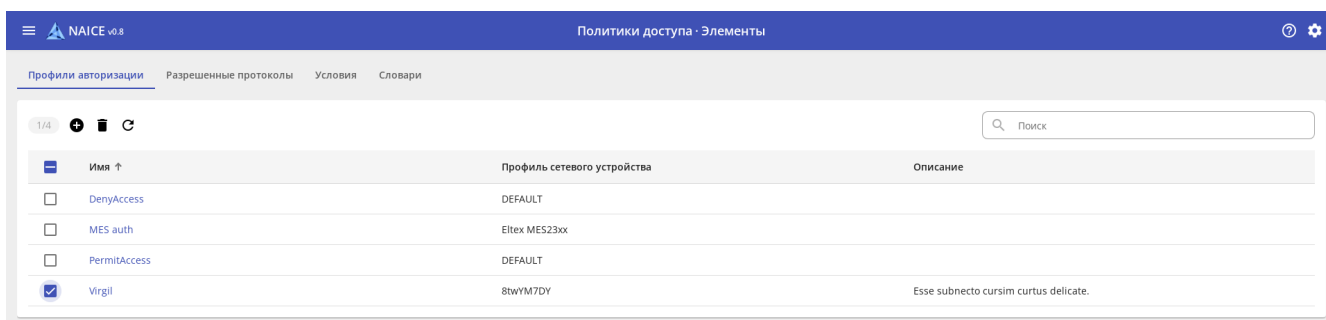 NAICE v0.8 Политики доступа · Элементы
Профили авторизации Разрешенные протоколы Условия Словари
1/4 Поиск
Имя ↑ Профиль сетевого устройства Описание
DenyAccess DEFAULT
MES auth Eltex MES23xx
PermitAccess DEFAULT
Virgil 8twYM7DY Esse subnecto cursim curtus delicate.